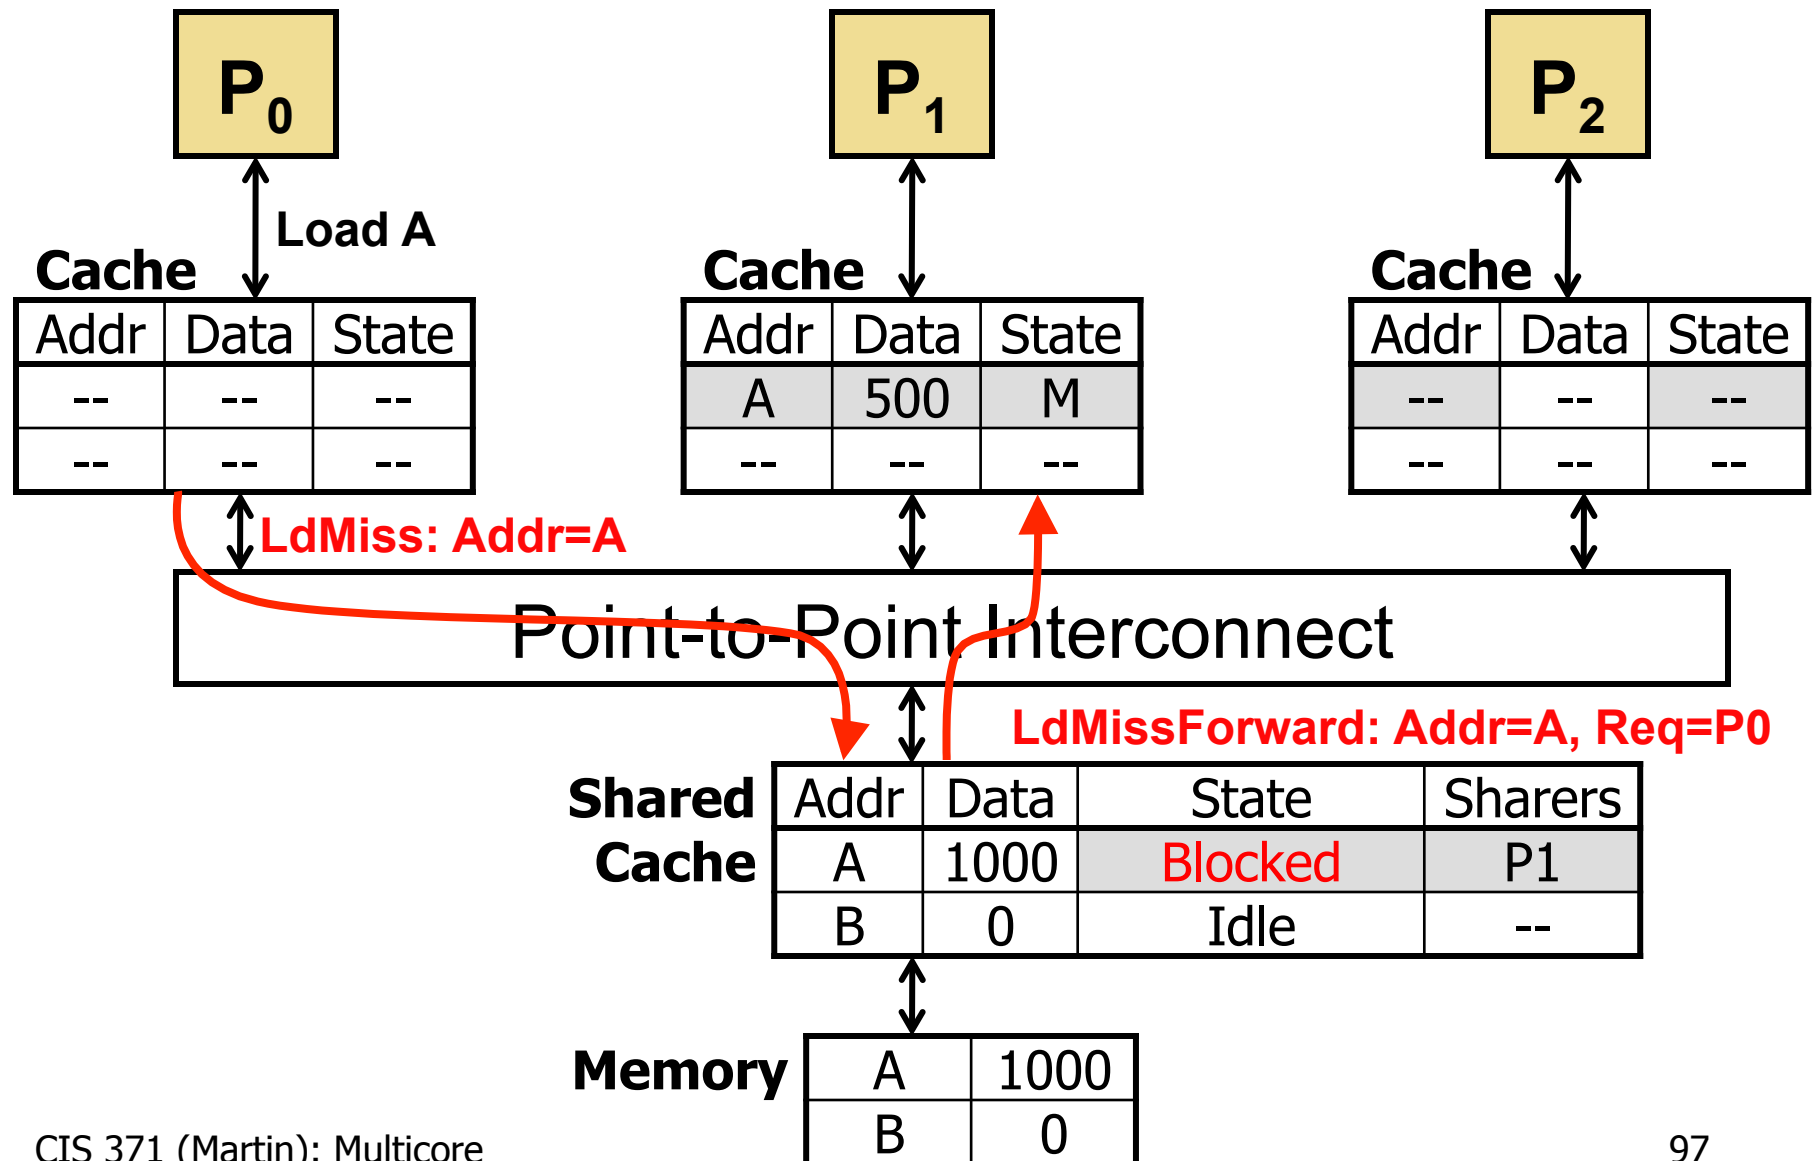 P0 P1 P2
Load A
Cache Cache Cache
Addr Data State Addr Data State Addr Data State
-- -- -- A 500 M -- -- --
-- -- -- -- -- -- -- -- --
LdMiss: Addr=A
Point-to-Point Interconnect
LdMissForward: Addr=A, Req=P0
Shared Addr Data State Sharers
Cache A 1000 Blocked P1
B 0 Idle --
Memory A 1000
B 0
CIS 371 (Martin): Multicore 97